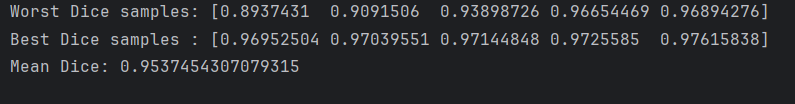 Worst Dice samples: [0.8937431  0.9091506  0.93898726 0.96654469 0.96894276]
Best Dice samples : [0.96952504 0.97039551 0.97144848 0.9725585  0.97615838]
Mean Dice: 0.9537454307079315